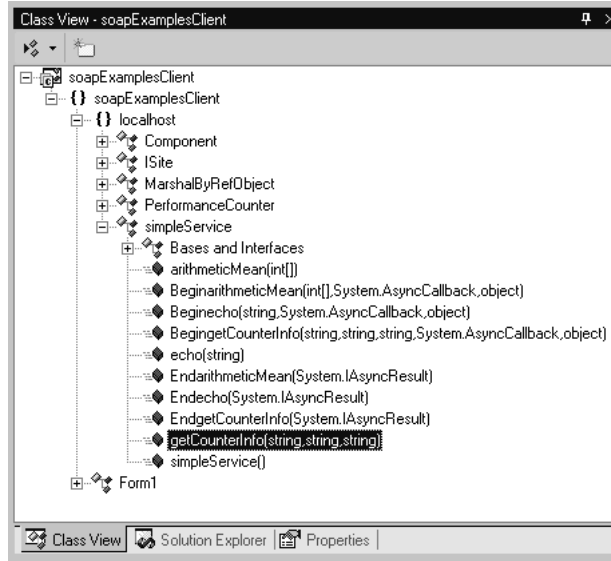 Class View - soapExamplesClient
soapExamplesClient
{} soapExamplesClient
{} localhost
Component
ISite
MarshalByRefObject
PerformanceCounter
simpleService
Bases and Interfaces
arithmeticMean(int[])
BeginarithmeticMean(int[],System.AsyncCallback,object)
Beginecho(string,System.AsyncCallback,object)
BegingetCounterInfo(string,string,string,System.AsyncCallback,object)
echo(string)
EndarithmeticMean(System.IAsyncResult)
Endecho(System.IAsyncResult)
EndgetCounterInfo(System.IAsyncResult)
getCounterInfo(string,string,string)
simpleService()
Form1
Class View Solution Explorer Properties